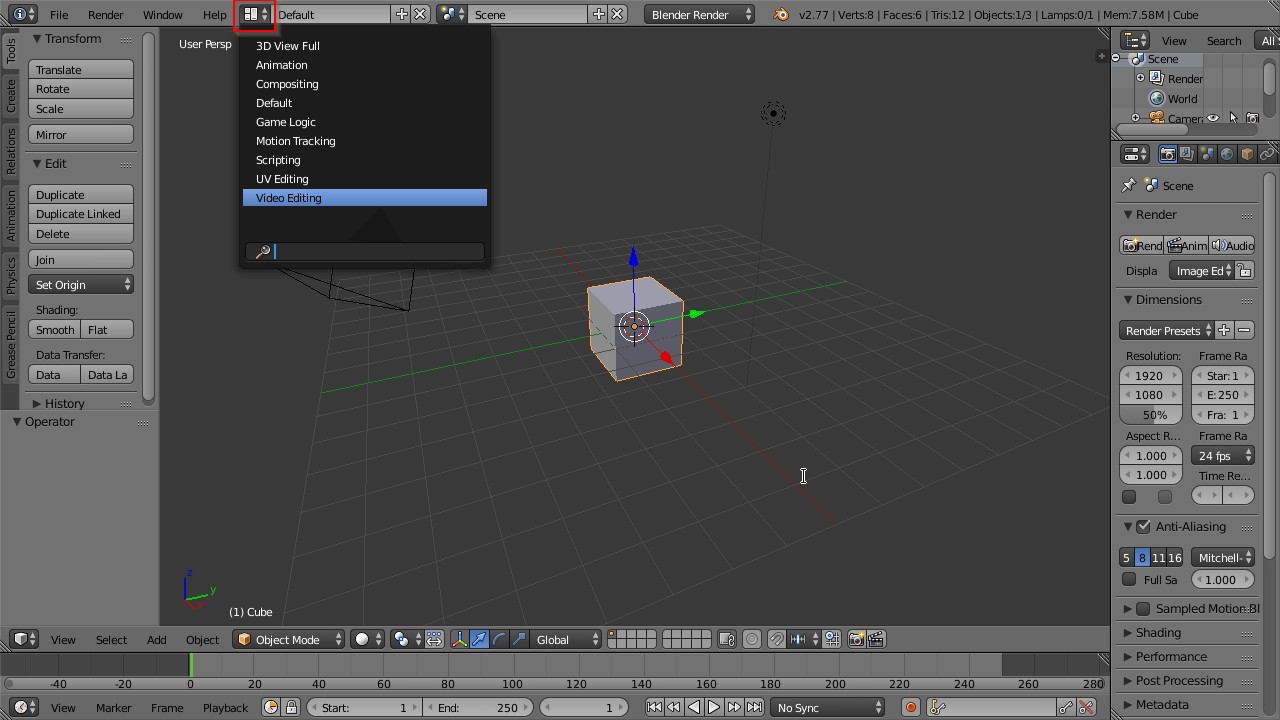 File Render Window Help Default Scene Blender Render v2.77 | Verts:8 | Faces:6 | Tris:12 | Objects:1/3 | Lamps:0/1 | Mem:7.58M | Cube
Tools
Create
Relations
Animation
Physics
Grease Pencil
Transform
Translate
Rotate
Scale
Mirror
Edit
Duplicate
Duplicate Linked
Delete
Join
Set Origin
Shading:
Smooth Flat
Data Transfer:
Data Data La
History
Operator
User Persp
3D View Full
Animation
Compositing
Default
Game Logic
Motion Tracking
Scripting
UV Editing
Video Editing
z
y
x
(1) Cube
View Search All
Scene
Render
World
Camera
Scene
Render
Rend Anim Audio
Displa Image Ed
Dimensions
Render Presets
Resolution: Frame Ra
1920 Star: 1
1080 E: 250
50% Fra: 1
Aspect R... Frame Ra
1.000 24 fps
1.000 Time Re...
Anti-Aliasing
5 8 11 16 Mitchell-
Full Sa 1.000
Sampled Motion Bl
Shading
Performance
Post Processing
Metadata
View Select Add Object Object Mode Global
-40 -20 0 20 40 60 80 100 120 140 160 180 200 220 240 260 280
View Marker Frame Playback Start: 1 End: 250 1 No Sync